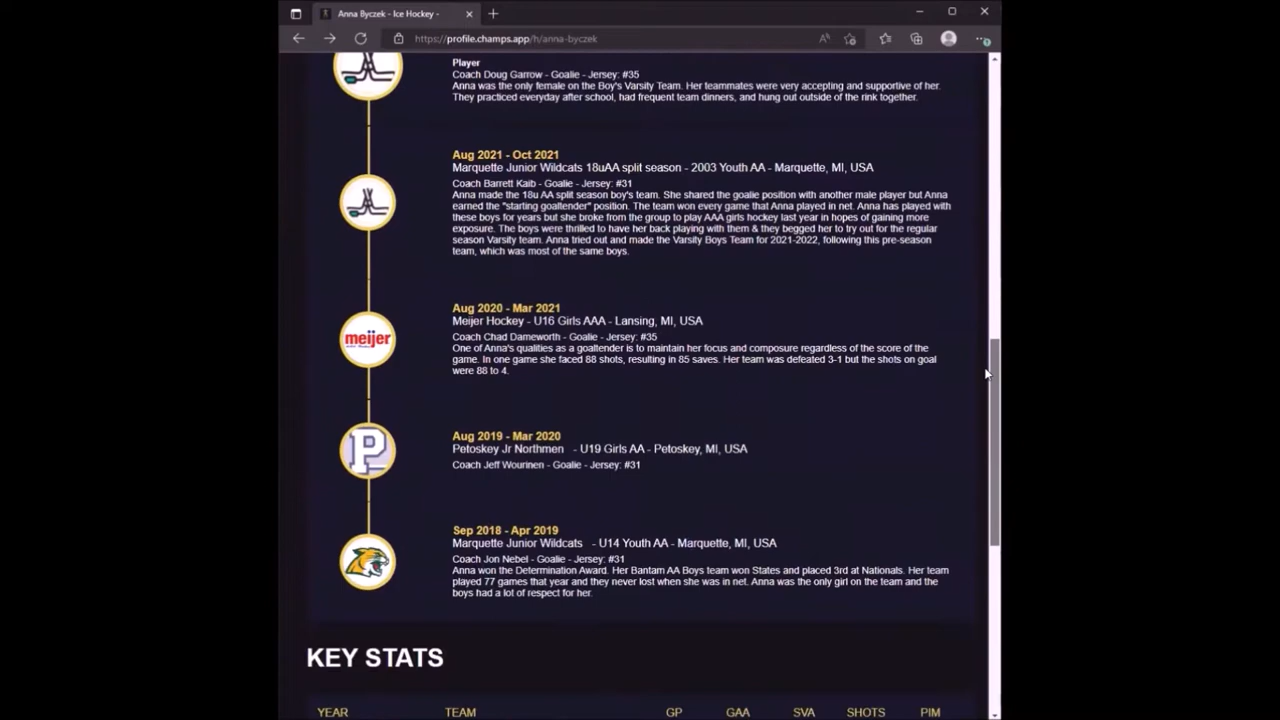 Anna Byczek - Ice Hockey -
https://profile.champs.app/h/anna-byczek
Player
Coach Doug Garrow - Goalie - Jersey: #35
Anna was the only female on the Boy's Varsity Team. Her teammates were very accepting and supportive of her.
They practiced everyday after school, had frequent team dinners, and hung out outside of the rink together.
Aug 2021 - Oct 2021
Marquette Junior Wildcats 18uAA split season - 2003 Youth AA - Marquette, MI, USA
Coach Barrett Kaib - Goalie - Jersey: #31
Anna made the 18u AA split season boy's team. She shared the goalie position with another male player but Anna
earned the "starting goaltender" position. The team won every game that Anna played in net. Anna has played with
these boys for years but she broke from the group to play AAA girls hockey last year in hopes of gaining more
exposure. The boys were thrilled to have her back playing with them & they begged her to try out for the regular
season Varsity team. Anna tried out and made the Varsity Boys Team for 2021-2022, following this pre-season
team, which was most of the same boys.
Aug 2020 - Mar 2021
Meijer Hockey - U16 Girls AAA - Lansing, MI, USA
Coach Chad Dameworth - Goalie - Jersey: #35
One of Anna's qualities as a goaltender is to maintain her focus and composure regardless of the score of the
game. In one game she faced 88 shots, resulting in 85 saves. Her team was defeated 3-1 but the shots on goal
were 88 to 4.
meijer
Aug 2019 - Mar 2020
Petoskey Jr Northmen - U19 Girls AA - Petoskey, MI, USA
Coach Jeff Wourinen - Goalie - Jersey: #31
P
Sep 2018 - Apr 2019
Marquette Junior Wildcats - U14 Youth AA - Marquette, MI, USA
Coach Jon Nebel - Goalie - Jersey: #31
Anna won the Determination Award. Her Bantam AA Boys team won States and placed 3rd at Nationals. Her team
played 77 games that year and they never lost when she was in net. Anna was the only girl on the team and the
boys had a lot of respect for her.
KEY STATS
YEAR TEAM GP GAA SVA SHOTS PIM